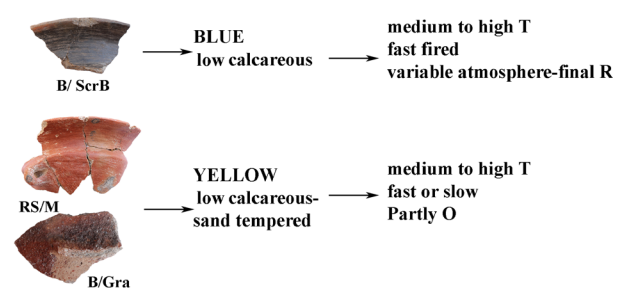 BLUE
low calcareous
medium to high T
fast fired
variable atmosphere-final R
B/ ScrB
YELLOW
low calcareous-
sand tempered
medium to high T
fast or slow
Partly O
RS/M
B/Gra